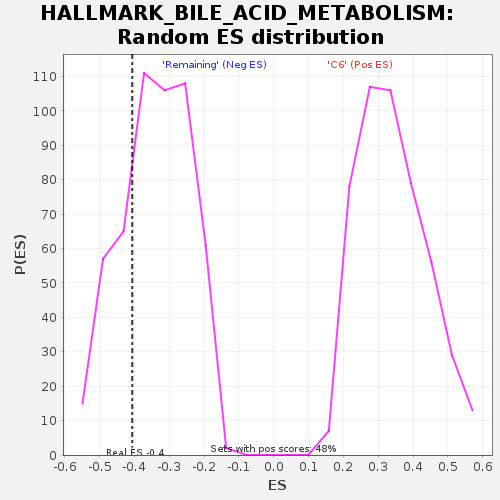 HALLMARK_BILE_ACID_METABOLISM:
Random ES distribution
'Remaining' (Neg ES) 'C6' (Pos ES)
110
100
90
80
70
60
50
40
30
20
10
0
P(ES)
Real ES -0.4 Sets with pos scores: 48%
-0.6 -0.5 -0.4 -0.3 -0.2 -0.1 0.0 0.1 0.2 0.3 0.4 0.5 0.6
ES